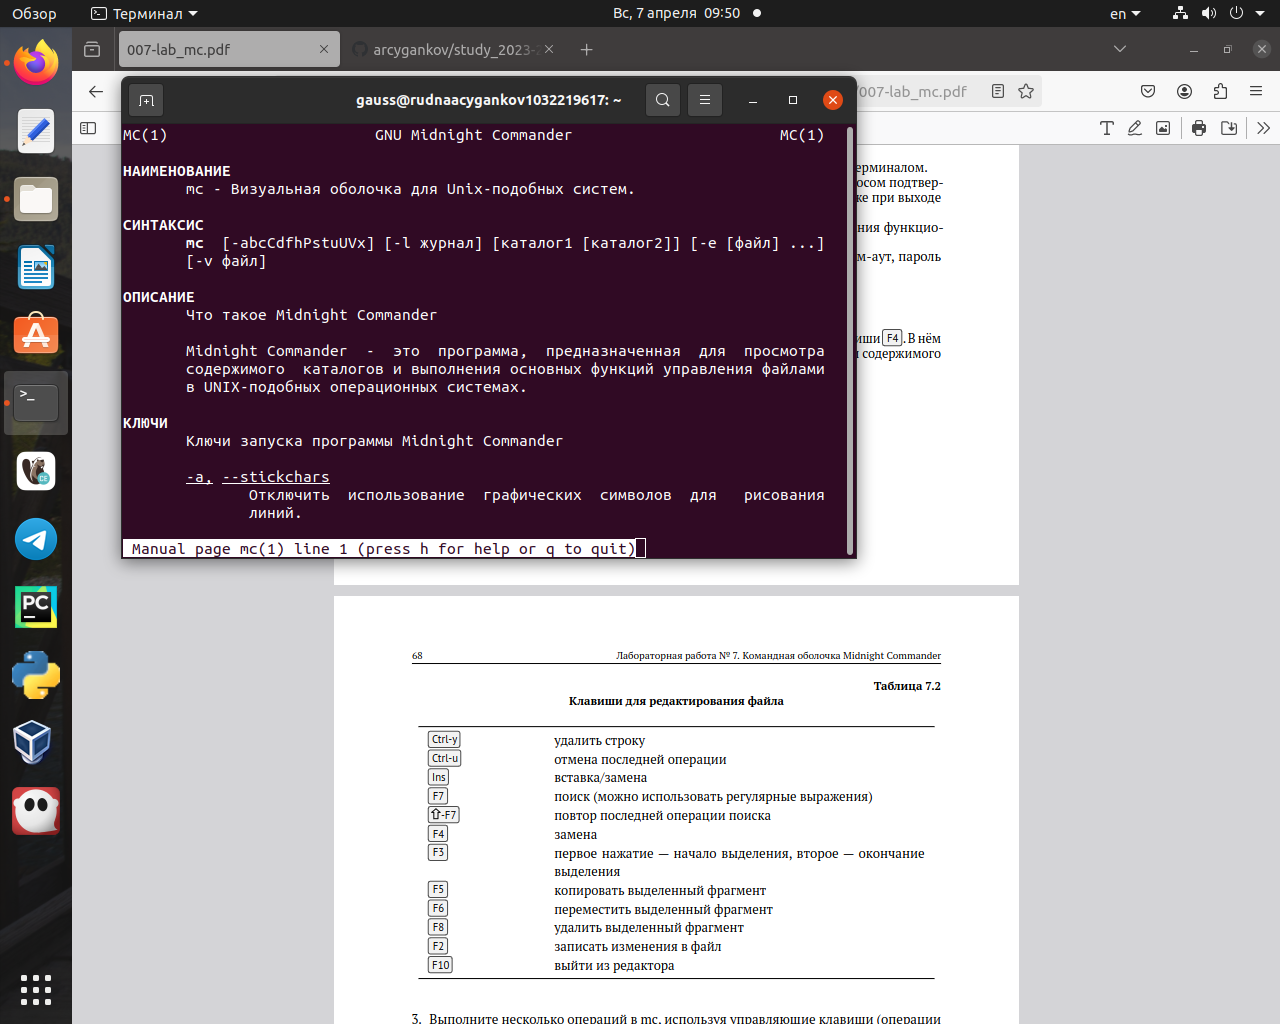 Обзор
Терминал
Вс, 7 апреля 09:50
en
007-lab_mc.pdf
arcygankov/study_2023-2
/007-lab_mc.pdf
gauss@rudnaacygankov1032219617: ~
MC(1) GNU Midnight Commander MC(1)
НАИМЕНОВАНИЕ
mc - Визуальная оболочка для Unix-подобных систем.
СИНТАКСИС
mc [-abcCdfhPstuUVx] [-l журнал] [каталог1 [каталог2]] [-e [файл] ...]
[-v файл]
ОПИСАНИЕ
Что такое Midnight Commander
Midnight Commander - это программа, предназначенная для просмотра
содержимого каталогов и выполнения основных функций управления файлами
в UNIX-подобных операционных системах.
КЛЮЧИ
Ключи запуска программы Midnight Commander
-a, --stickchars
Отключить использование графических символов для рисования
линий.
Manual page mc(1) line 1 (press h for help or q to quit)
ерминалом.
осом подтвер-
же при выходе
ния функцио-
м-аут, пароль
иши F4. В нём
и содержимого
68 Лабораторная работа № 7. Командная оболочка Midnight Commander
Таблица 7.2
Клавиши для редактирования файла
Ctrl-y удалить строку
Ctrl-u отмена последней операции
Ins вставка/замена
F7 поиск (можно использовать регулярные выражения)
⇧-F7 повтор последней операции поиска
F4 замена
F3 первое нажатие — начало выделения, второе — окончание
выделения
F5 копировать выделенный фрагмент
F6 переместить выделенный фрагмент
F8 удалить выделенный фрагмент
F2 записать изменения в файл
F10 выйти из редактора
3. Выполните несколько операций в mc, используя управляющие клавиши (операции